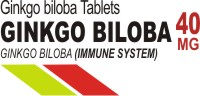 Ginkgo biloba Tablets
GINKGO BILOBA 40 MG
GINKGO BILOBA (IMMUNE SYSTEM)